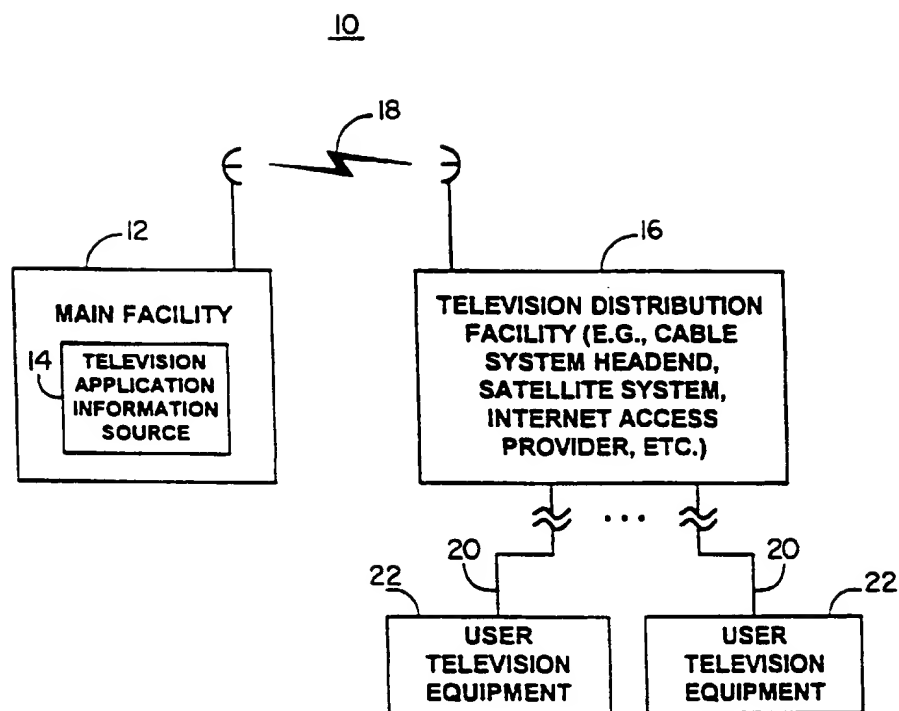 10
18
12
16
MAIN FACILITY
14
TELEVISION
APPLICATION
INFORMATION
SOURCE
TELEVISION DISTRIBUTION
FACILITY (E.G., CABLE
SYSTEM HEADEND,
SATELLITE SYSTEM,
INTERNET ACCESS
PROVIDER, ETC.)
...
20
20
22
22
USER
TELEVISION
EQUIPMENT
USER
TELEVISION
EQUIPMENT